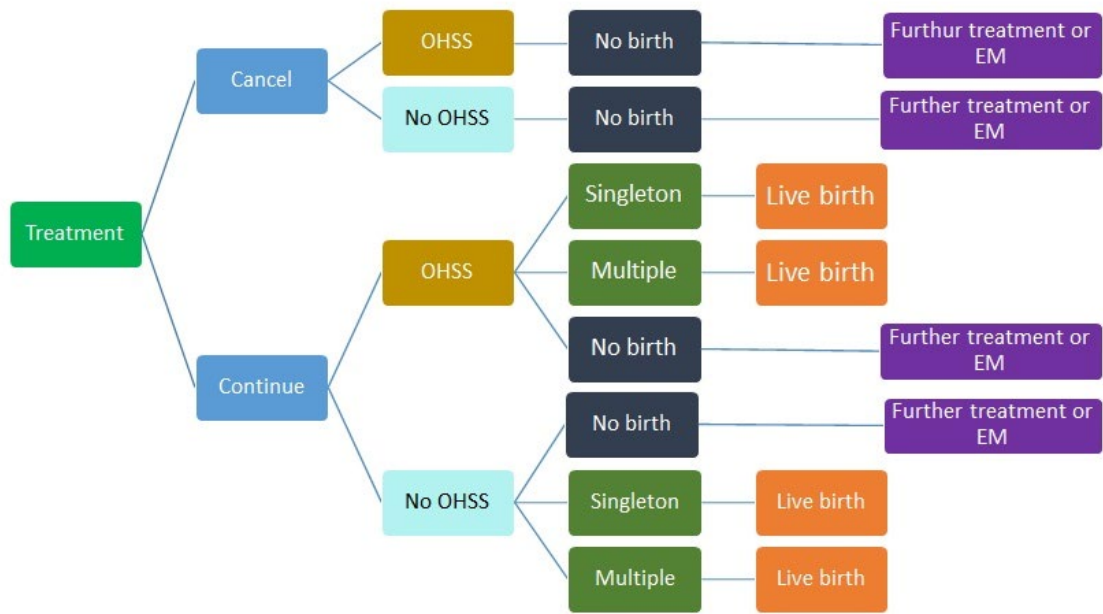 OHSS
No birth
Furthur treatment or
EM
Cancel
No OHSS
No birth
Further treatment or
EM
Singleton
Live birth
Treatment
OHSS
Multiple
Live birth
No birth
Further treatment or
EM
Continue
No birth
Further treatment or
EM
No OHSS
Singleton
Live birth
Multiple
Live birth